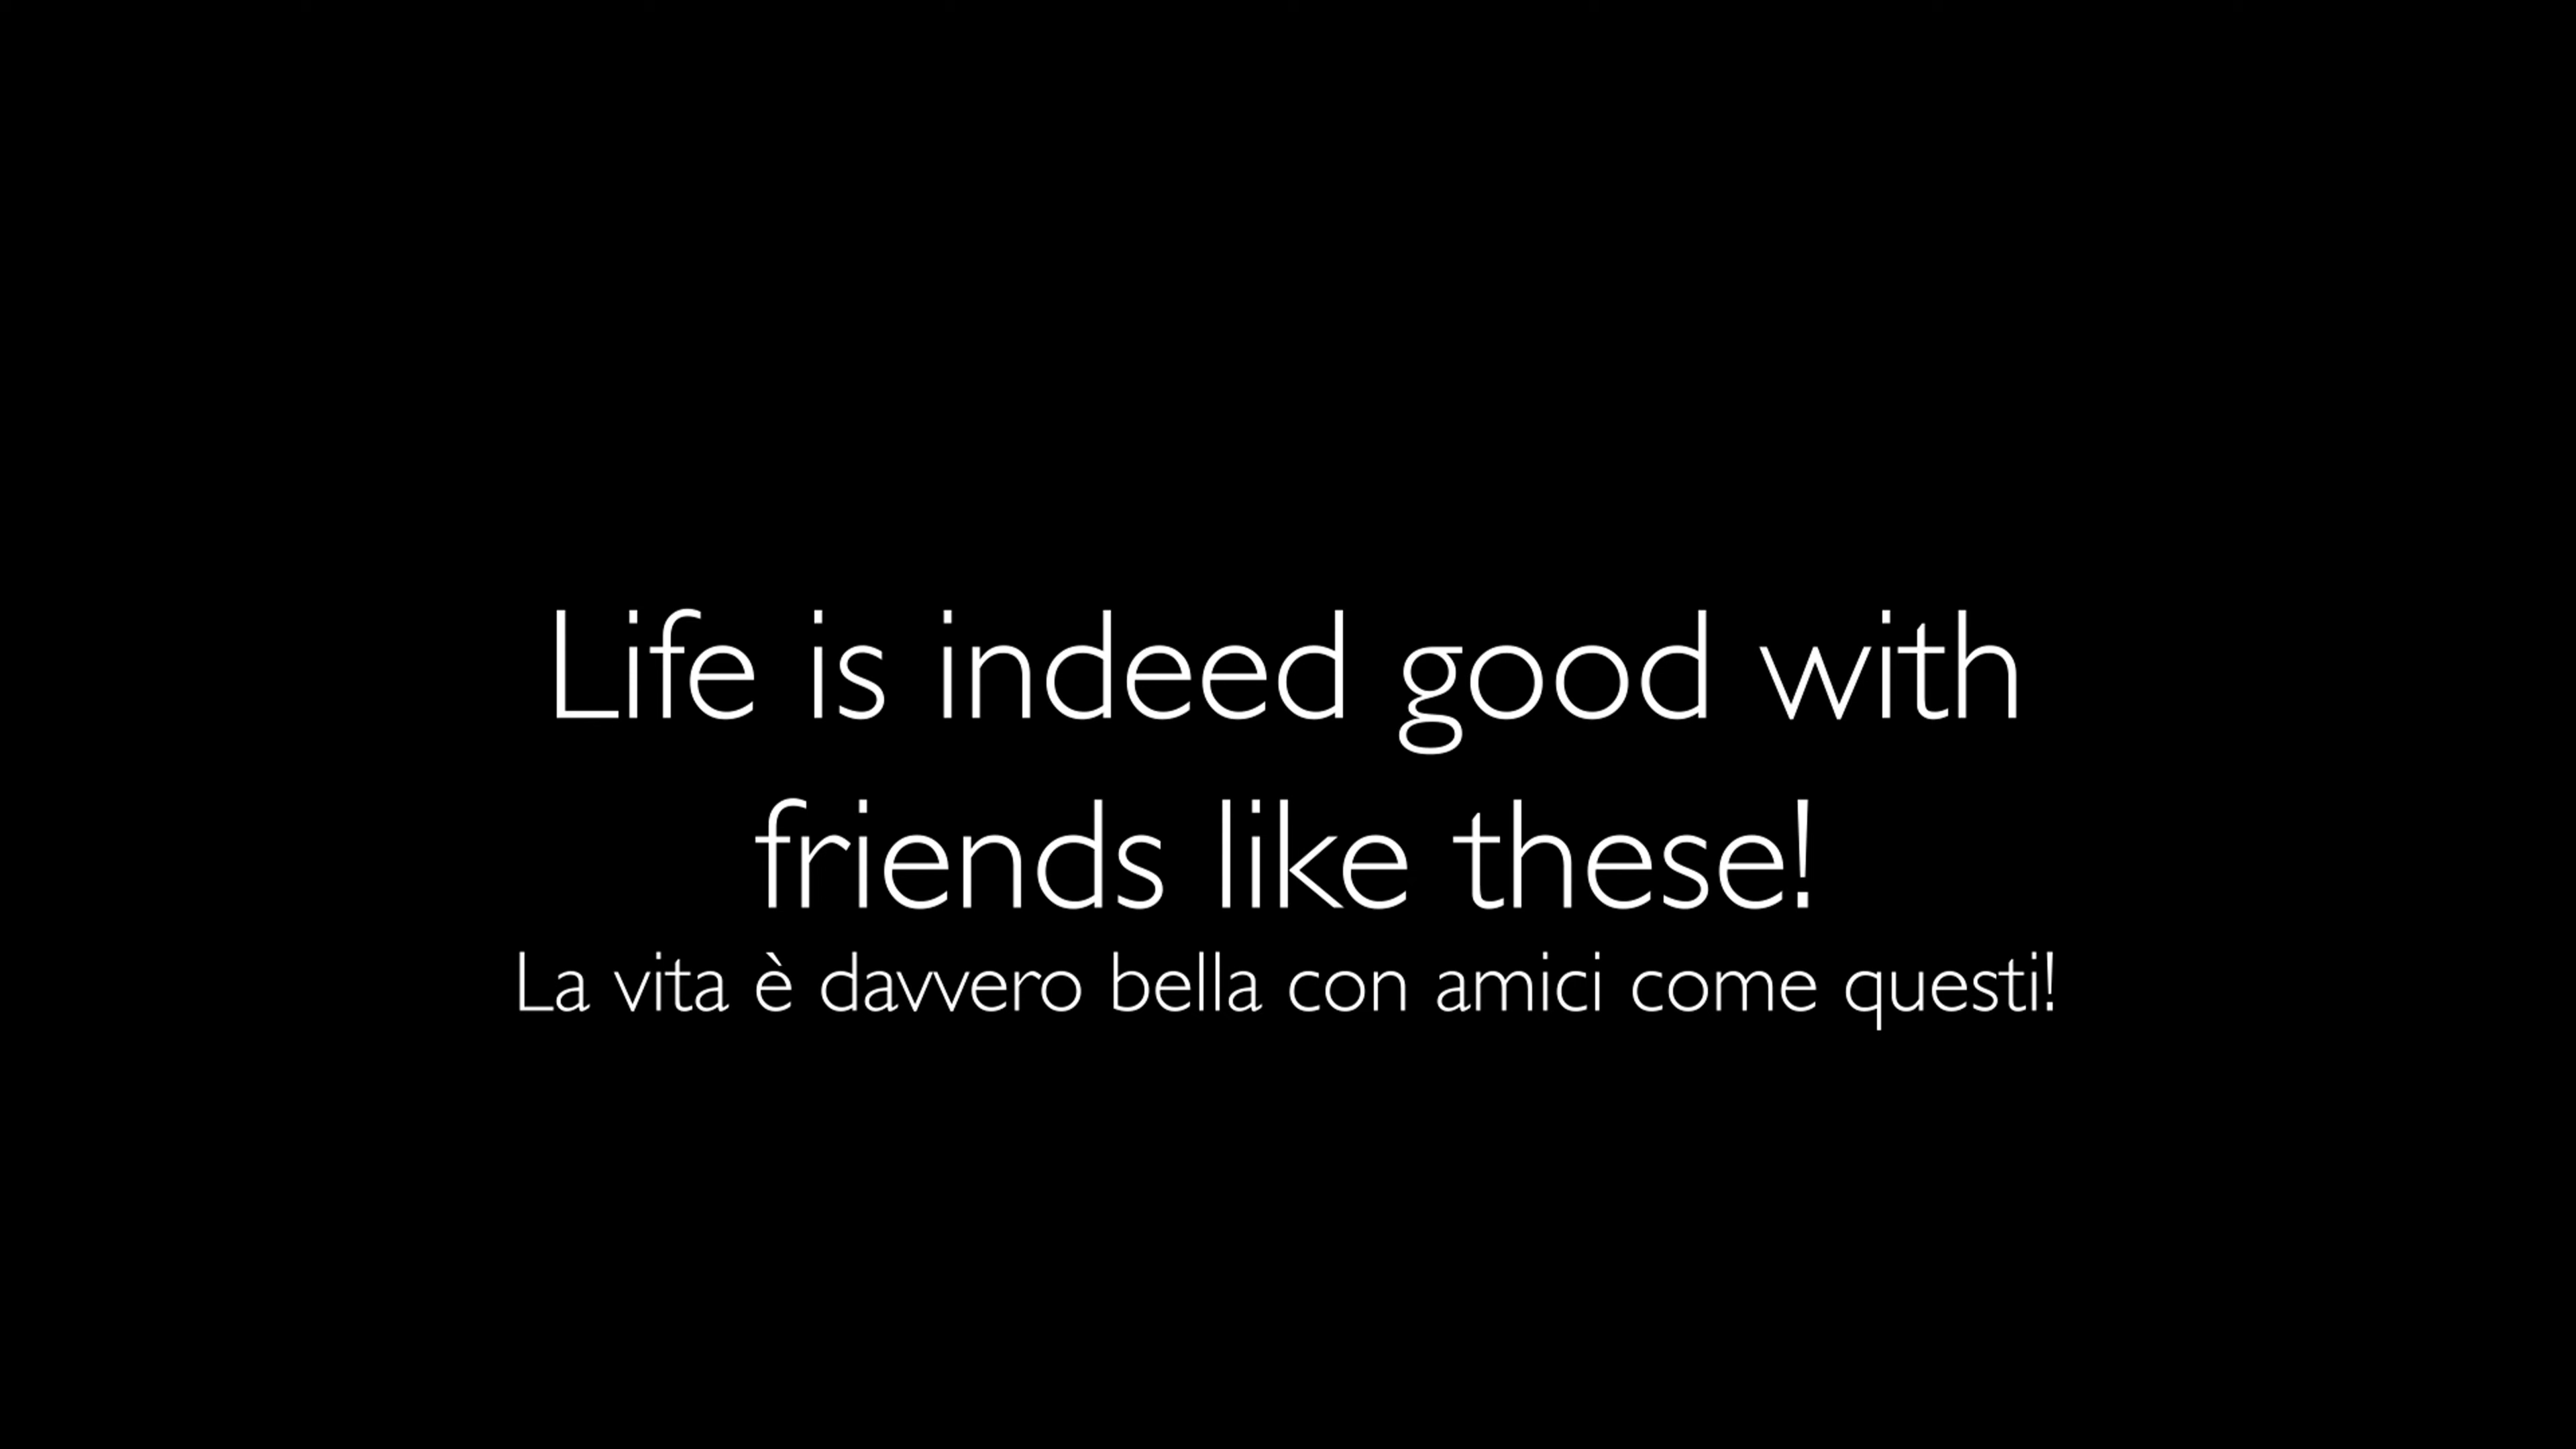 Life is indeed good with
friends like these!
La vita è davvero bella con amici come questi!